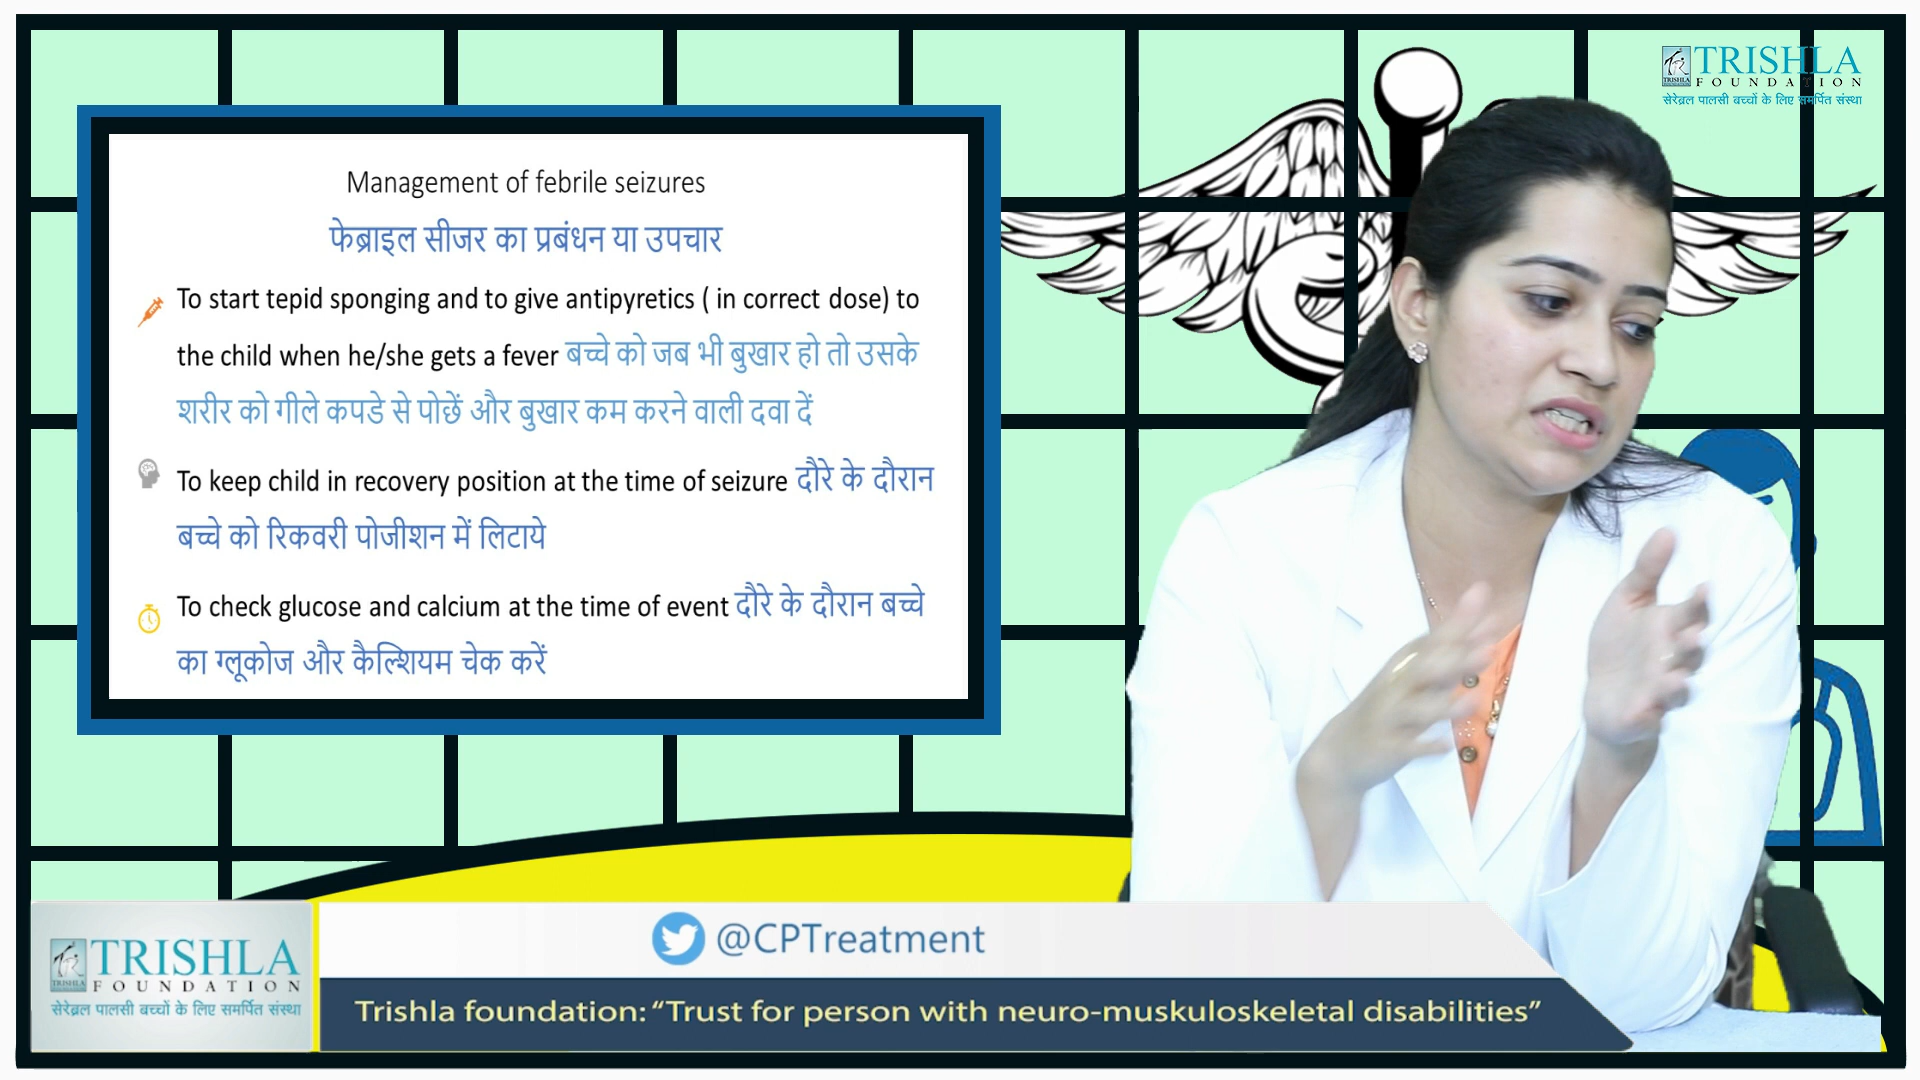 TRISHLA
FOUNDATION
सेरेब्रल पालसी बच्चों के लिए समर्पित संस्था
Management of febrile seizures
फेब्राइल सीजर का प्रबंधन या उपचार
To start tepid sponging and to give antipyretics ( in correct dose) to
the child when he/she gets a fever बच्चे को जब भी बुखार हो तो उसके
शरीर को गीले कपडे से पोछें और बुखार कम करने वाली दवा दें
To keep child in recovery position at the time of seizure दौरे के दौरान
बच्चे को रिकवरी पोजीशन में लिटाये
To check glucose and calcium at the time of event दौरे के दौरान बच्चे
का ग्लूकोज और कैल्शियम चेक करें
@CPTreatment
TRISHLA
FOUNDATION
सेरेब्रल पालसी बच्चों के लिए समर्पित संस्था
Trishla foundation: “Trust for person with neuro-muskuloskeletal disabilities”